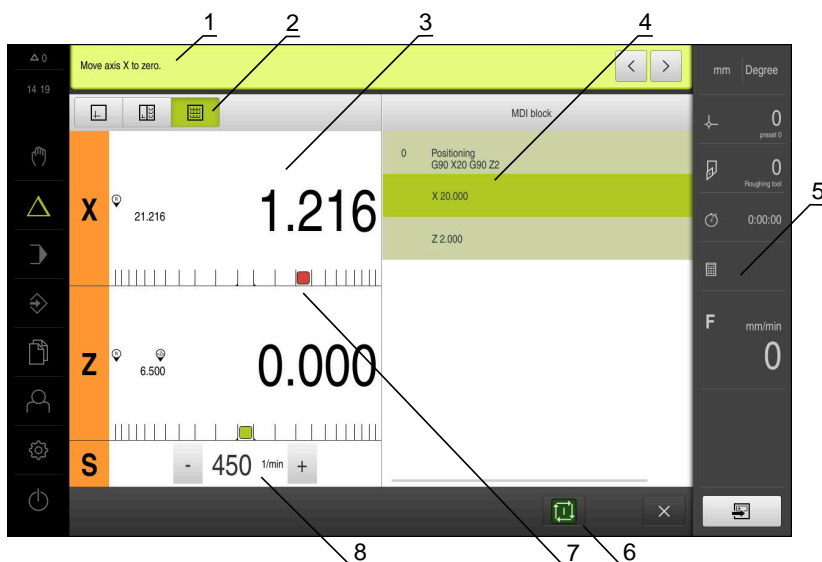 1
2
3
4
0
14 19
Move axis X to zero.
< >
mm Degree
MDI block
0
preset 0
0 Positioning
G90 X20 G90 Z2
X 20.000
Z 2.000
0
Roughing tool
5
X
R
21.216
1.216
0:00:00
F mm/min
0
Z
R
6.500
0.000
S
- 450 1/min +
8
7
6